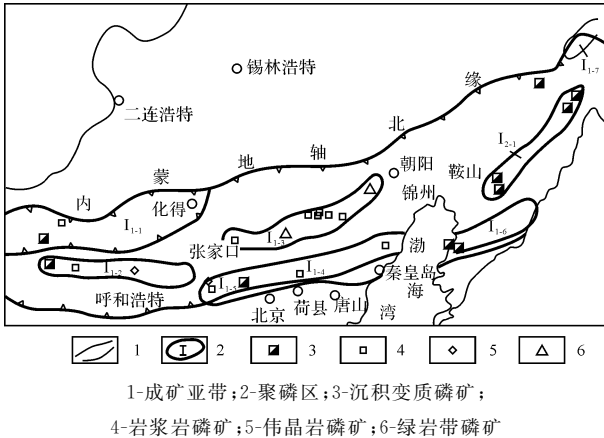 I₁₋₇
锡林浩特
缘
二连浩特
北
I₂₋₁
轴
朝阳
地
鞍山
蒙
锦州
内
化得
I₁₋₁
I₁₋₆
张家口
I₁₋₃
渤
I₁₋₂
I₁₋₄
秦皇岛
I₁₋₅
海
呼和浩特
北京
荷县
唐山
湾
1 I 2 3 4 5 6
1-成矿亚带;2-聚磷区;3-沉积变质磷矿;
4-岩浆岩磷矿;5-伟晶岩磷矿;6-绿岩带磷矿